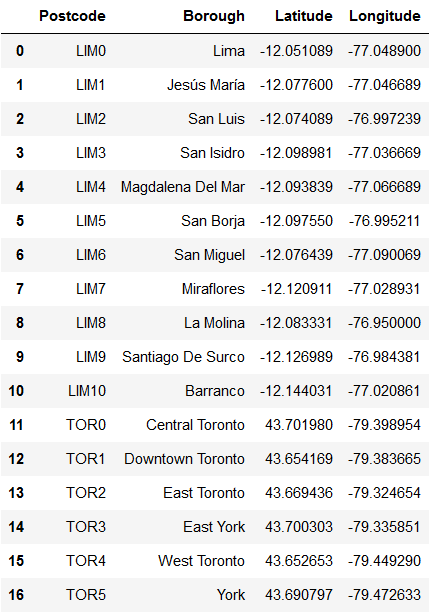 Postcode Borough Latitude Longitude
0 LIM0 Lima -12.051089 -77.048900
1 LIM1 Jesús María -12.077600 -77.046689
2 LIM2 San Luis -12.074089 -76.997239
3 LIM3 San Isidro -12.098981 -77.036669
4 LIM4 Magdalena Del Mar -12.093839 -77.066689
5 LIM5 San Borja -12.097550 -76.995211
6 LIM6 San Miguel -12.076439 -77.090069
7 LIM7 Miraflores -12.120911 -77.028931
8 LIM8 La Molina -12.083331 -76.950000
9 LIM9 Santiago De Surco -12.126989 -76.984381
10 LIM10 Barranco -12.144031 -77.020861
11 TOR0 Central Toronto 43.701980 -79.398954
12 TOR1 Downtown Toronto 43.654169 -79.383665
13 TOR2 East Toronto 43.669436 -79.324654
14 TOR3 East York 43.700303 -79.335851
15 TOR4 West Toronto 43.652653 -79.449290
16 TOR5 York 43.690797 -79.472633